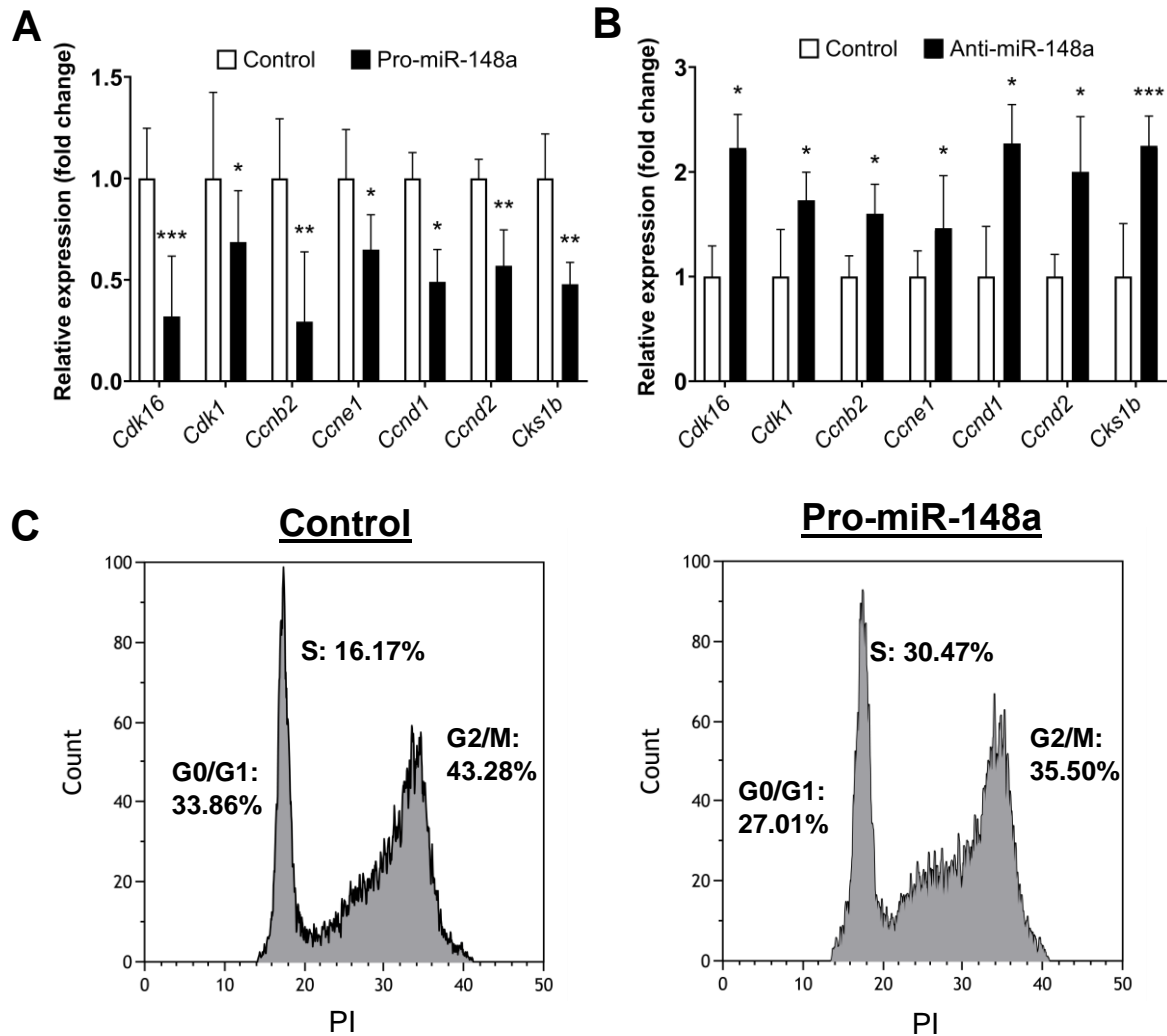 A
Control Pro-miR-148a
Relative expression (fold change)
1.5
1.0
0.5
0.0
*** * ** * * ** **
Cdk16 Cdk1 Ccnb2 Ccne1 Ccnd1 Ccnd2 Cks1b
B
Control Anti-miR-148a
Relative expression (fold change)
3
2
1
0
* * * * * * ***
Cdk16 Cdk1 Ccnb2 Ccne1 Ccnd1 Ccnd2 Cks1b
C
Control
Count
100
80
60
40
20
0
S: 16.17%
G2/M:
43.28%
G0/G1:
33.86%
0 10 20 30 40 50
PI
Pro-miR-148a
Count
100
80
60
40
20
0
S: 30.47%
G2/M:
35.50%
G0/G1:
27.01%
0 10 20 30 40 50
PI